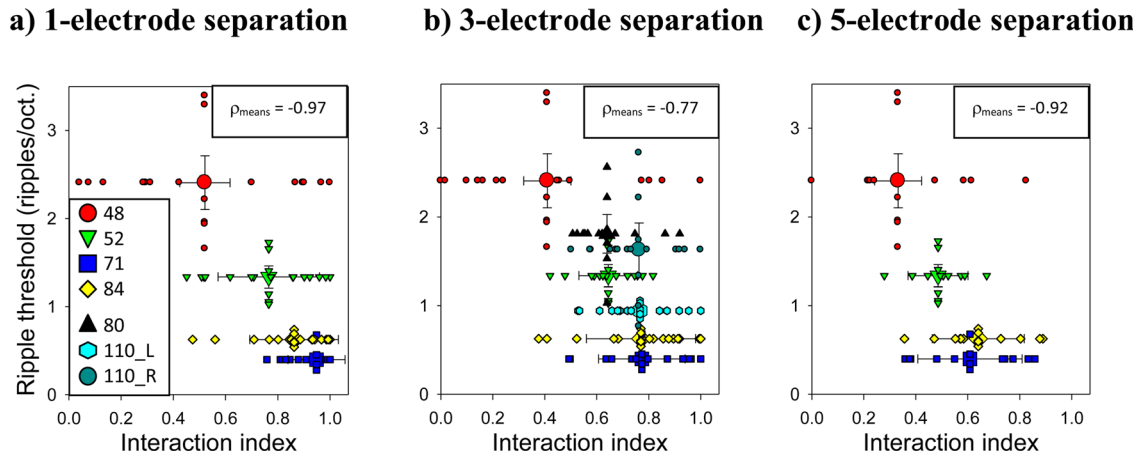 a) 1-electrode separation
b) 3-electrode separation
c) 5-electrode separation
Ripple threshold (ripples/oct.)
3
2
1
0
ρmeans = -0.97
48
52
71
84
80
110_L
110_R
0.0 0.2 0.4 0.6 0.8 1.0
Interaction index
3
2
1
0
ρmeans = -0.77
0.0 0.2 0.4 0.6 0.8 1.0
Interaction index
3
2
1
0
ρmeans = -0.92
0.0 0.2 0.4 0.6 0.8 1.0
Interaction index